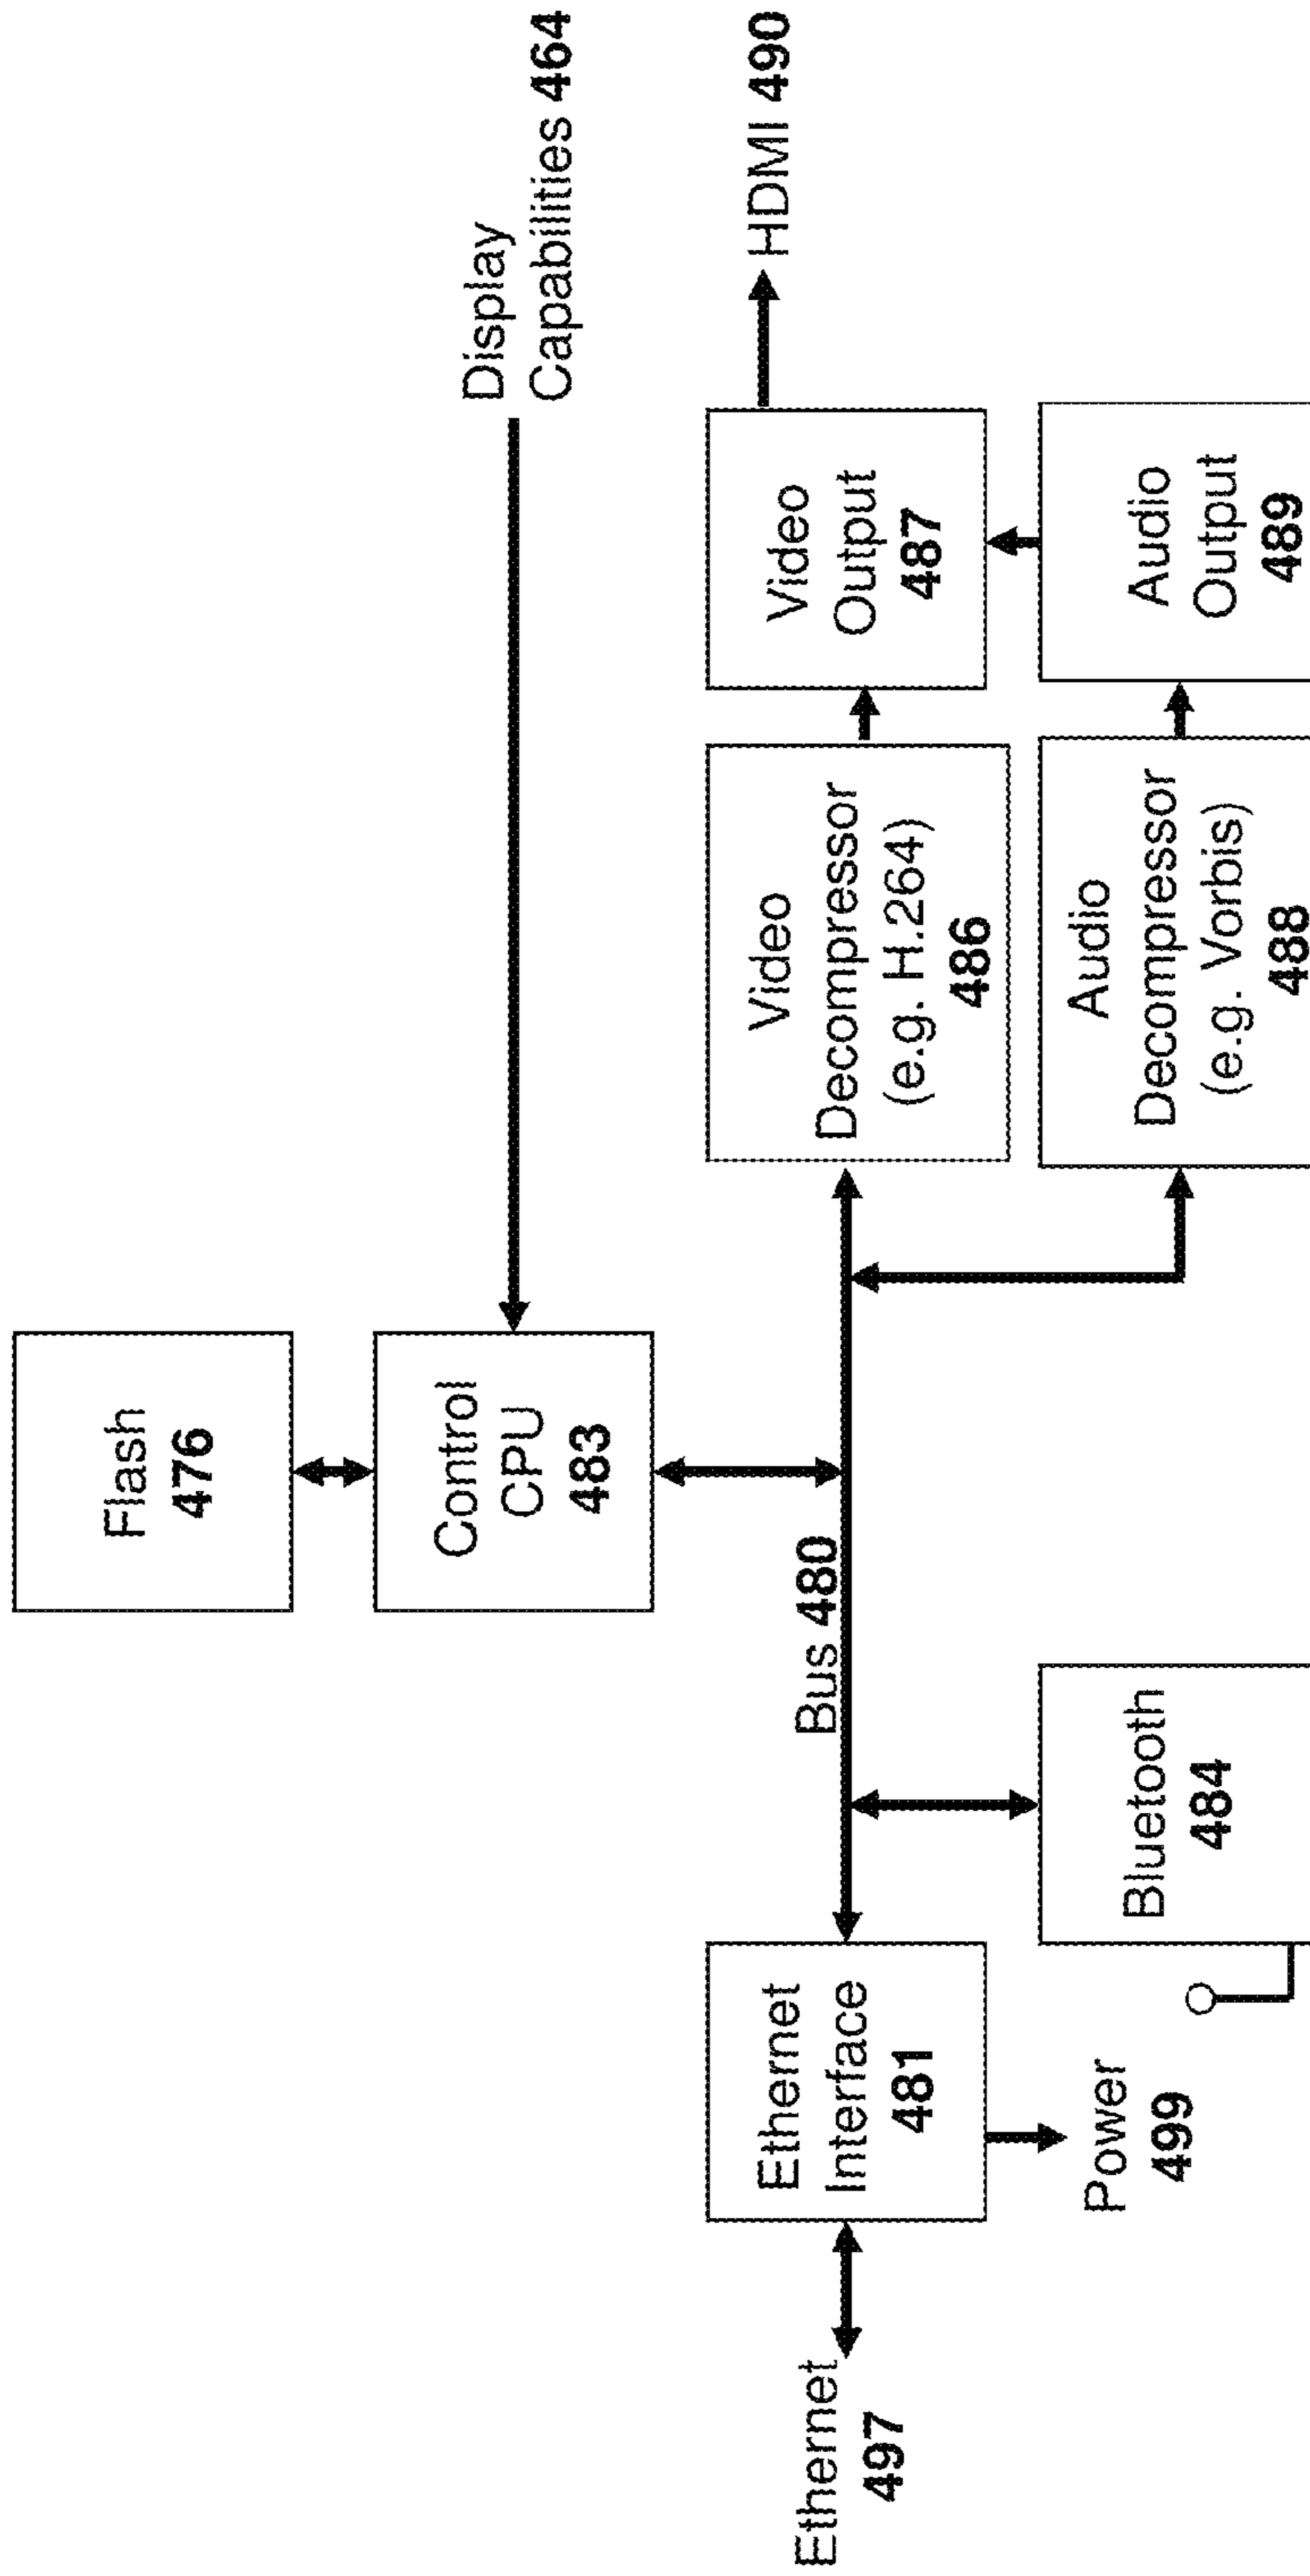 Flash
476
Control
CPU
483
Display
Capabilities 464
Ethernet
497
Ethernet
Interface
481
Bus 480
Video
Decompressor
(e.g. H.264)
486
Video
Output
487
HDMI 490
Power
499
Bluetooth
484
Audio
Decompressor
(e.g. Vorbis)
488
Audio
Output
489